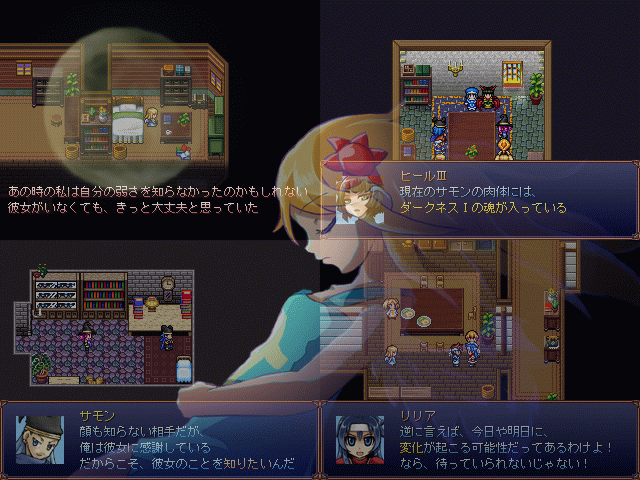 あの時の私は自分の弱さを知らなかったのかもしれない
彼女がいなくても、きっと大丈夫と思っていた
ヒールⅢ
現在のサモンの肉体には、
ダークネスⅠの魂が入っている
サモン
顔も知らない相手だが、
俺は彼女に感謝している
だからこそ、彼女のことを知りたいんだ
リリア
逆に言えば、今日や明日に、
変化が起こる可能性だってあるわけよ！
なら、待っていられないじゃない！